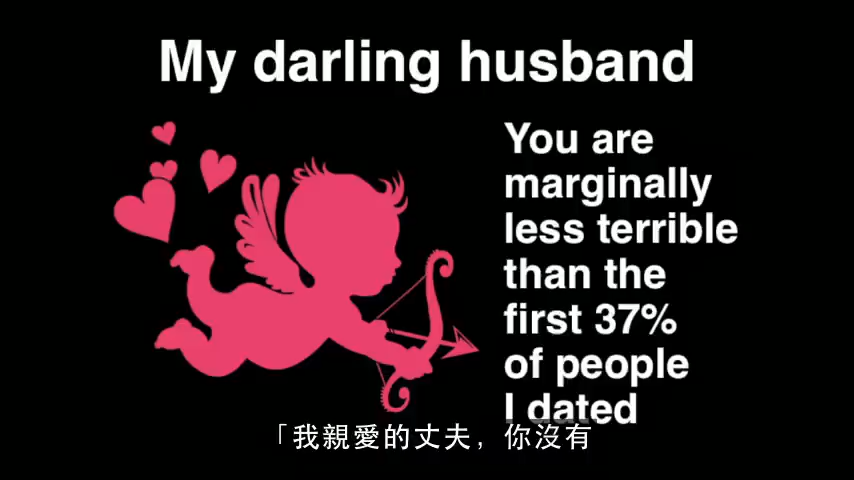 My darling husband
You are
marginally
less terrible
than the
first 37%
of people
I dated
「我親愛的丈夫，你沒有